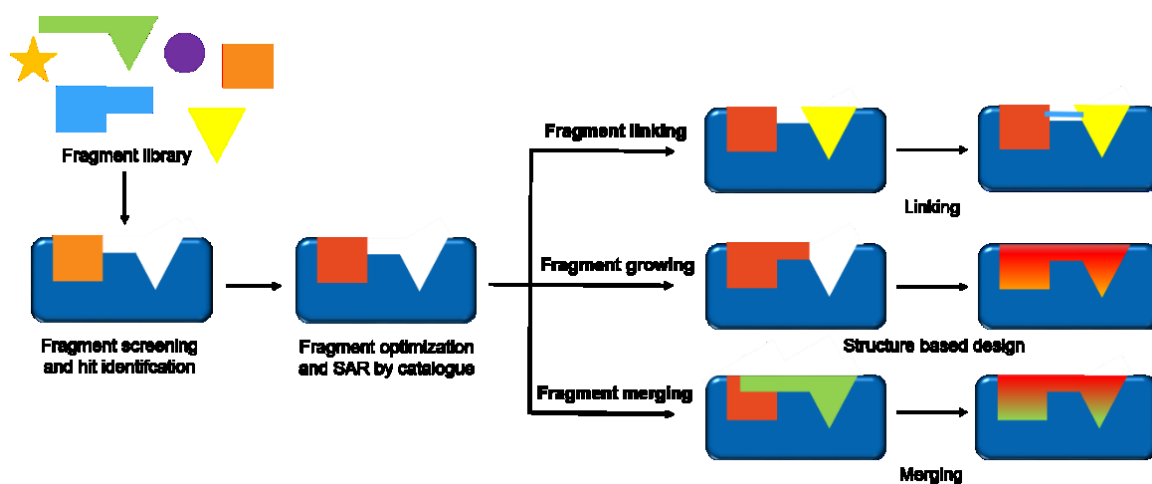 Fragment library
Fragment screening
and hit identifcation
Fragment optimization
and SAR by catalogue
Fragment linking
Linking
Fragment growing
Structure based design
Fragment merging
Merging